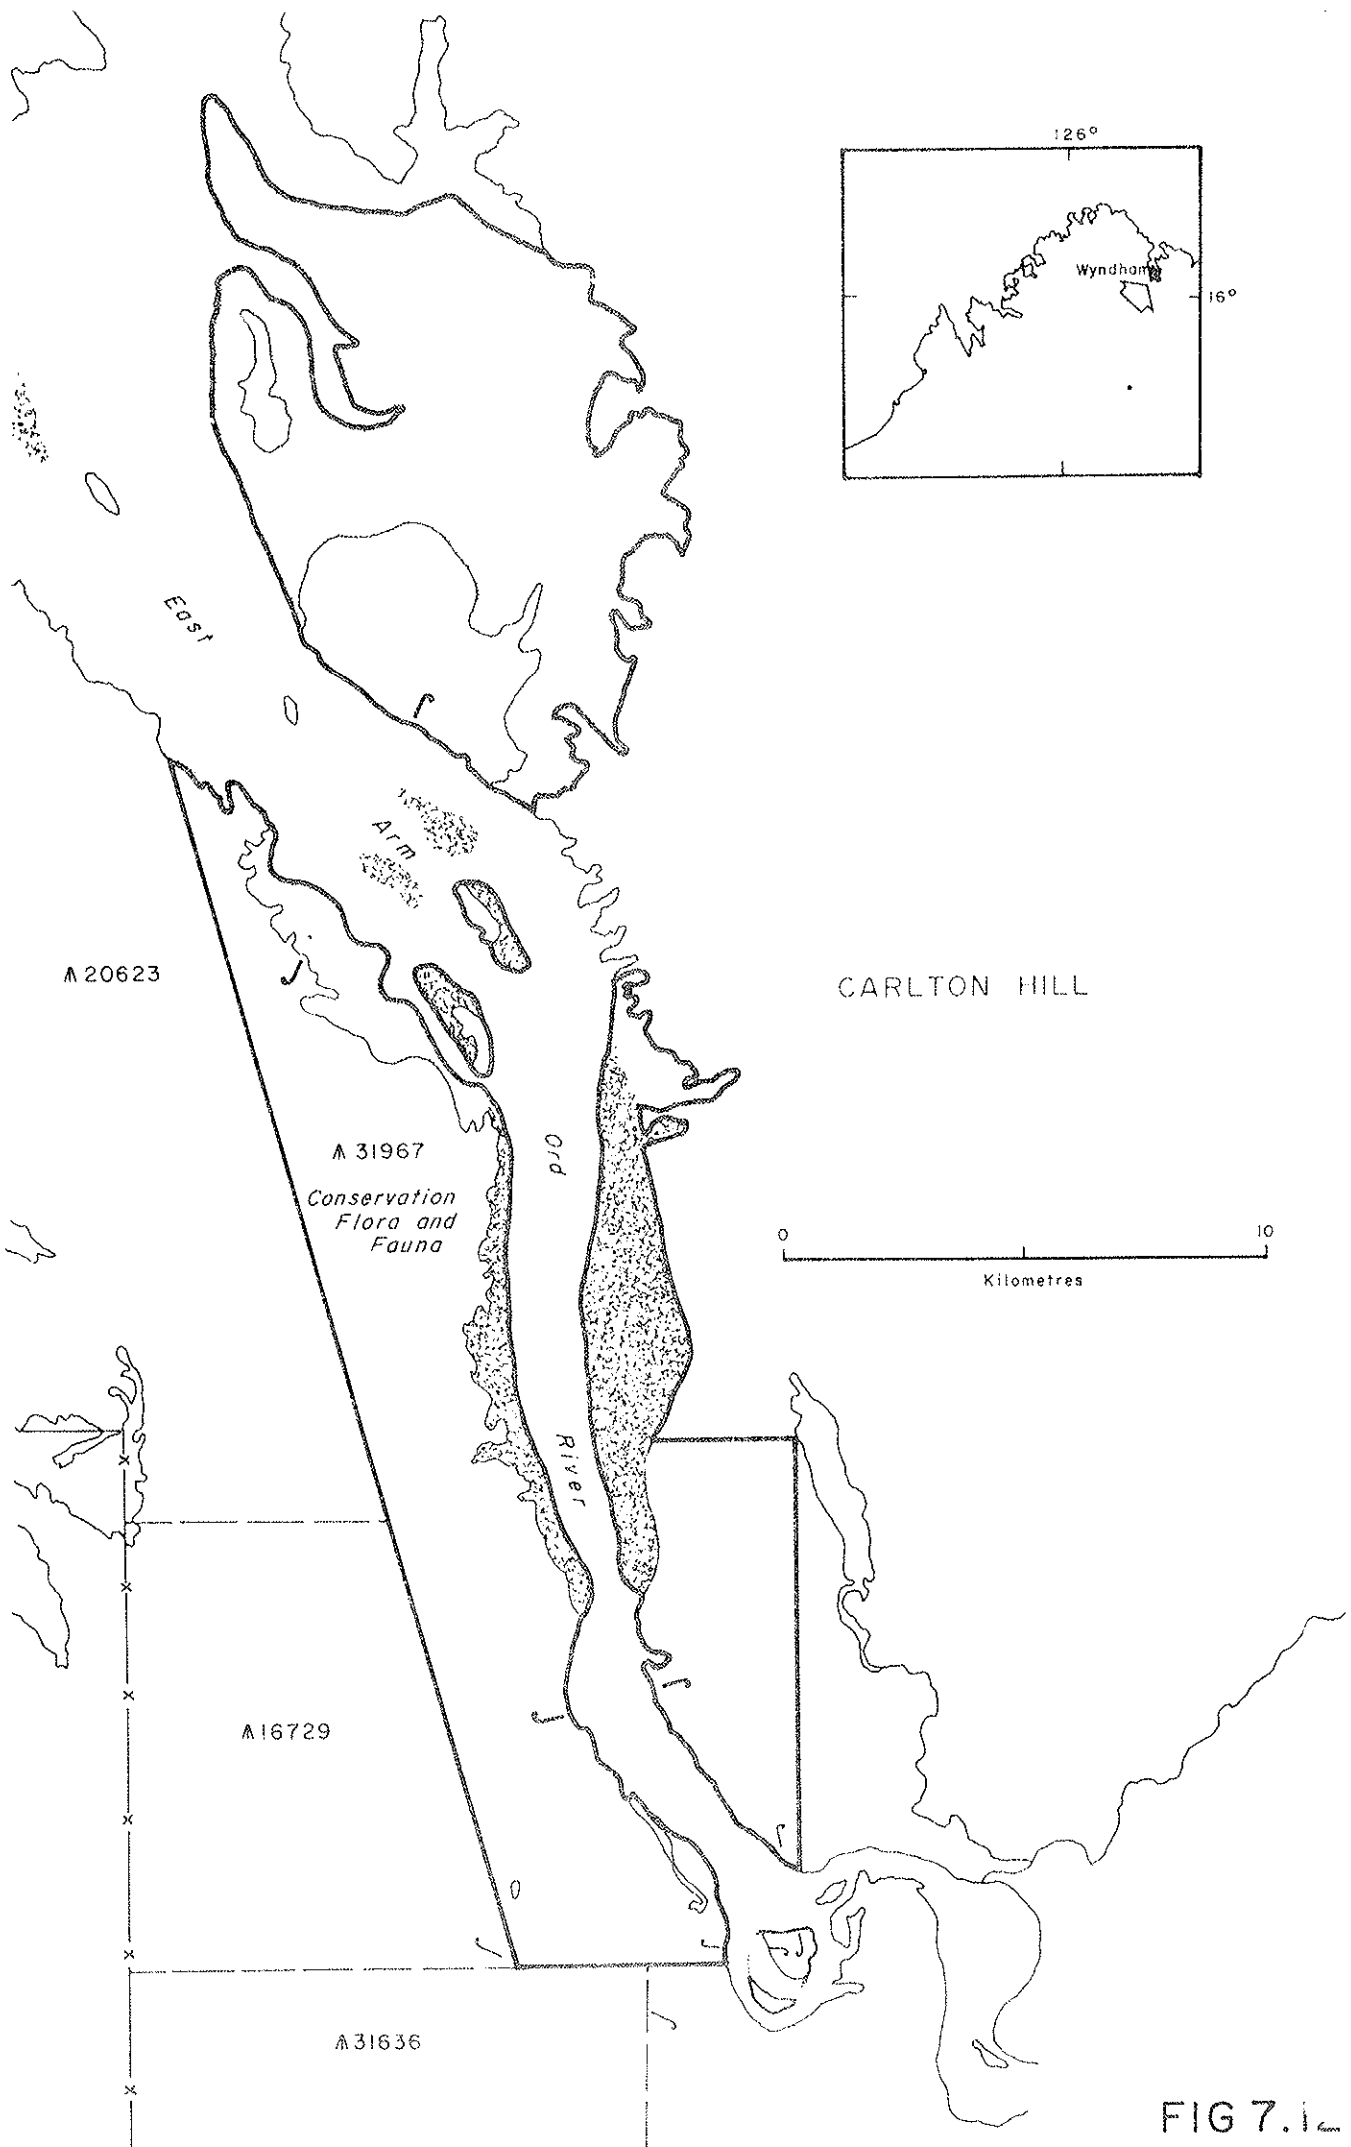 126°
Wyndham
16°
East
Arm
20623
CARLTON HILL
31967
Conservation
Flora and
Fauna
Ord
0 10
Kilometres
River
16729
31636
FIG 7.1